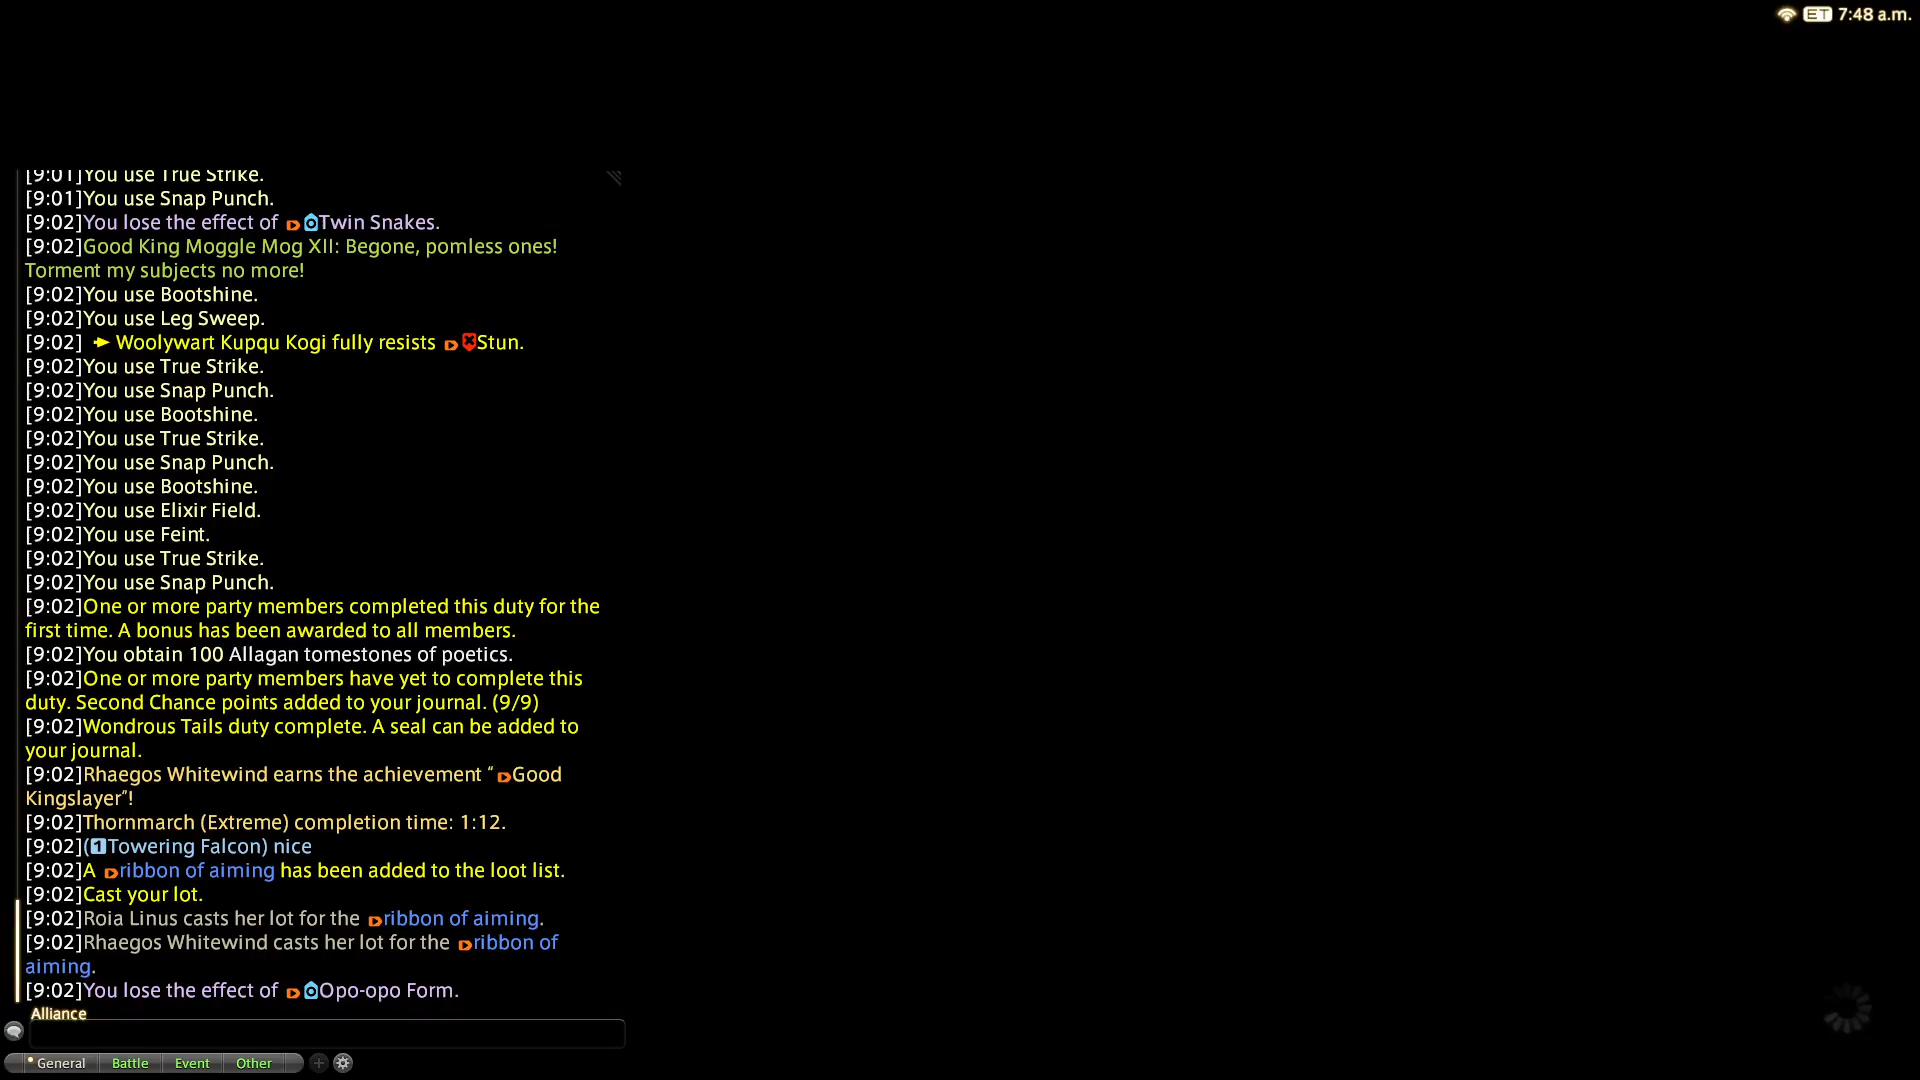 ET 7:48 a.m.
[9:01]You use True Strike.
[9:01]You use Snap Punch.
[9:02]You lose the effect of Twin Snakes.
[9:02]Good King Moggle Mog XII: Begone, pomless ones!
Torment my subjects no more!
[9:02]You use Bootshine.
[9:02]You use Leg Sweep.
[9:02] Woolywart Kupqu Kogi fully resists Stun.
[9:02]You use True Strike.
[9:02]You use Snap Punch.
[9:02]You use Bootshine.
[9:02]You use True Strike.
[9:02]You use Snap Punch.
[9:02]You use Bootshine.
[9:02]You use Elixir Field.
[9:02]You use Feint.
[9:02]You use True Strike.
[9:02]You use Snap Punch.
[9:02]One or more party members completed this duty for the
first time. A bonus has been awarded to all members.
[9:02]You obtain 100 Allagan tomestones of poetics.
[9:02]One or more party members have yet to complete this
duty. Second Chance points added to your journal. (9/9)
[9:02]Wondrous Tails duty complete. A seal can be added to
your journal.
[9:02]Rhaegos Whitewind earns the achievement “Good
Kingslayer”!
[9:02]Thornmarch (Extreme) completion time: 1:12.
[9:02](1Towering Falcon) nice
[9:02]A ribbon of aiming has been added to the loot list.
[9:02]Cast your lot.
[9:02]Roia Linus casts her lot for the ribbon of aiming.
[9:02]Rhaegos Whitewind casts her lot for the ribbon of
aiming.
[9:02]You lose the effect of Opo-opo Form.
Alliance
General Battle Event Other